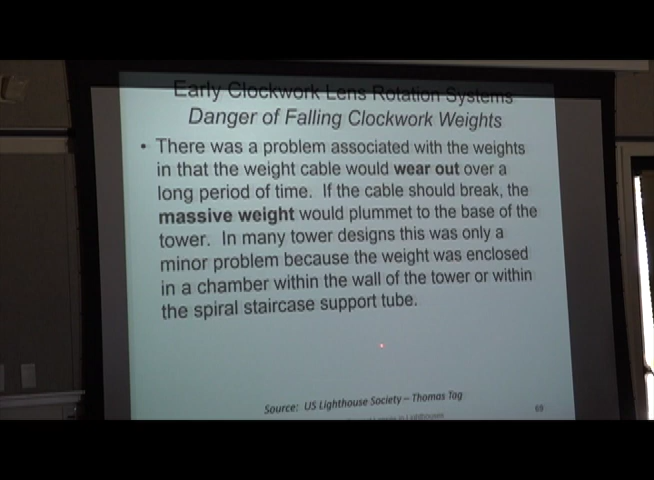 Early Clockwork Lens Rotation Systems
Danger of Falling Clockwork Weights
• There was a problem associated with the weights
in that the weight cable would wear out over a
long period of time. If the cable should break, the
massive weight would plummet to the base of the
tower. In many tower designs this was only a
minor problem because the weight was enclosed
in a chamber within the wall of the tower or within
the spiral staircase support tube.
Source: US Lighthouse Society – Thomas Tag
69
in Lighthouses